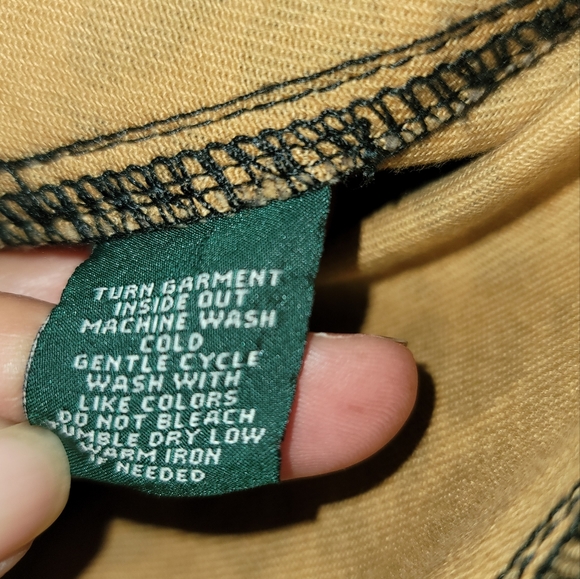 TURN GARMENT
INSIDE OUT
MACHINE WASH
COLD
GENTLE CYCLE
WASH WITH
LIKE COLORS
DO NOT BLEACH
TUMBLE DRY LOW
WARM IRON
IF NEEDED